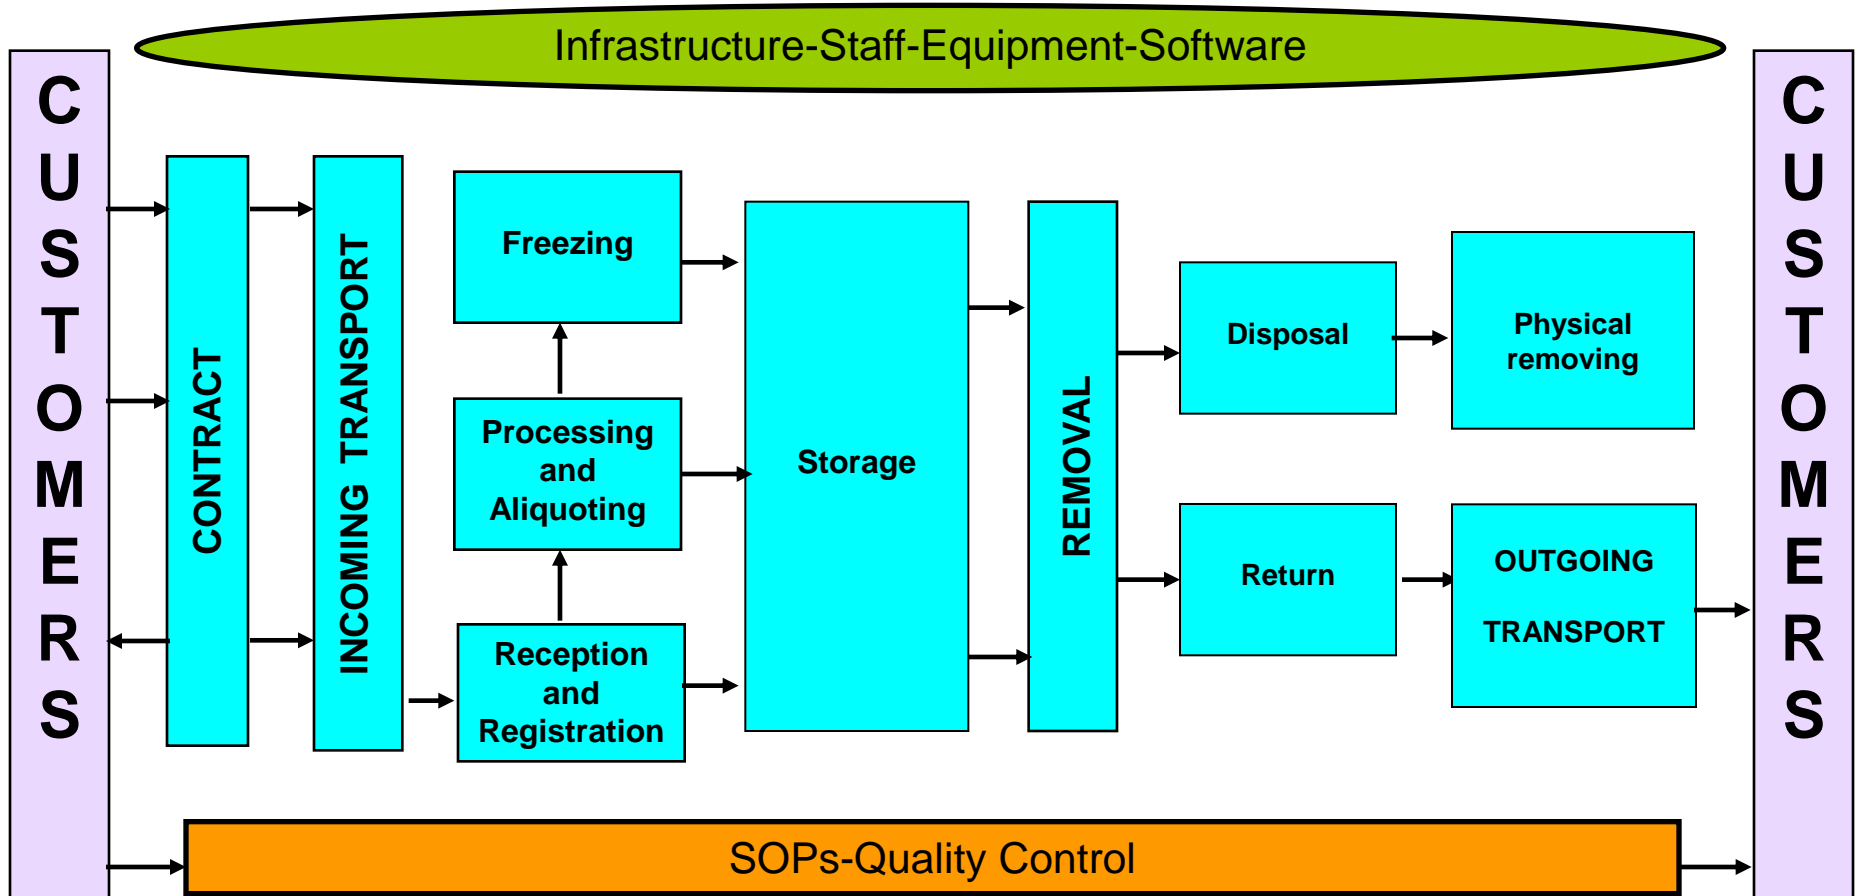 Infrastructure-Staff-Equipment-Software
CUSTOMERS
CONTRACT
INCOMING TRANSPORT
Freezing
Processing
and
Aliquoting
Reception
and
Registration
Storage
REMOVAL
Disposal
Physical
removing
Return
OUTGOING
TRANSPORT
CUSTOMERS
SOPs-Quality Control